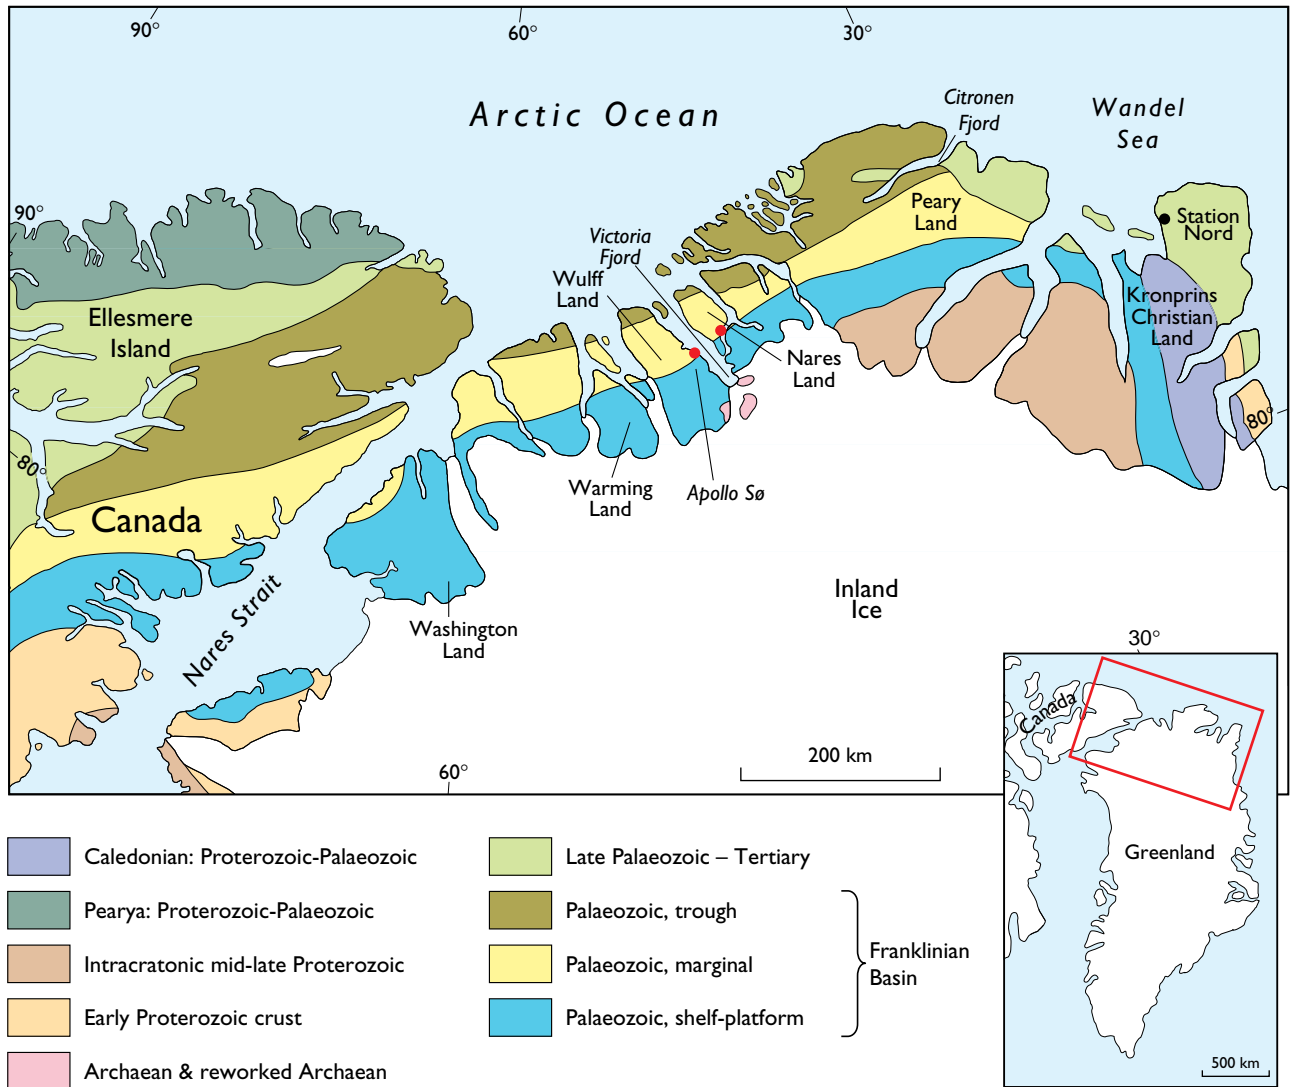 90°
60°
30°
Arctic Ocean
Citronen
Fjord
Wandel
Sea
90°
Victoria
Fjord
Wulff
Land
Peary
Land
Station
Nord
Ellesmere
Island
Kronprins
Christian
Land
Nares
Land
80°
80°
Warming
Land
Apollo Sø
Canada
Nares Strait
Washington
Land
Inland
Ice
200 km
60°
30°
Canada
Greenland
500 km
Caledonian: Proterozoic-Palaeozoic
Pearya: Proterozoic-Palaeozoic
Intracratonic mid-late Proterozoic
Early Proterozoic crust
Archaean & reworked Archaean
Late Palaeozoic – Tertiary
Palaeozoic, trough
Palaeozoic, marginal
Palaeozoic, shelf-platform
Franklinian
Basin